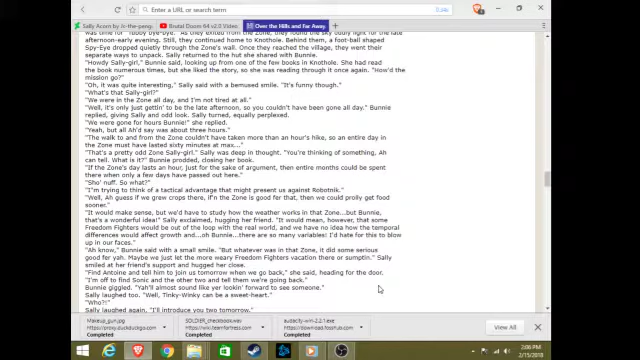 Enter a URL or search term
Sally Acorn by @c-the-pang
Brutal Doom 64 v2.0 Video
Over the Hills and Far Away
was time for "Tubby bye-bye." As they exited from the Zone, they found the sky oddly light for the late
afternoon-early evening. Still, they continued home to Knothole. Behind them, a foot-ball shaped
Spy-Eye dropped quietly through the Zone's wall. Once they reached the village, they went their
separate ways to unpack. Sally returned to the hut she shared with Bunnie.
"Howdy Sally-girl," Bunnie said, looking up from one of the few books in Knothole. She had read
the book numerous times, but she liked the story, so she was reading through it once again. "How'd the
mission go?"
"Oh, it was quite interesting," Sally said with a bemused smile. "It's funny though."
"What's that Sally-girl?"
"We were in the Zone all day, and I'm not tired at all."
"Well, it's only just gettin' to be the late afternoon, so you couldn't have been gone all day." Bunnie
replied, giving Sally and odd look. Sally turned, equally perplexed.
"We were gone for hours Bunnie!" she replied.
"Yeah, but all Ah'd say was about three hours."
"The walk to and from the Zone couldn't have taken more than an hour's hike, so an entire day in
the Zone must have lasted sixty minutes at max..."
"That's a pretty odd Zone Sally-girl." Sally was deep in thought. "You're thinking of something, Ah
can tell. What is it?" Bunnie prodded, closing her book.
"If the Zone's day lasts an hour, just for the sake of argument, then entire months could be spent
there when only a few days have passed out here."
"Sho' nuff. So what?"
"I'm trying to think of a tactical advantage that might present us against Robotnik."
"Well, Ah guess if we grew crops there, if'n the Zone is good fer that, then we could prolly get food
sooner."
"It would make sense, but we'd have to study how the weather works in that Zone...but Bunnie,
that's a wonderful idea!" Sally exclaimed, hugging her friend. "It would mean, however, that some
Freedom Fighters would be out of the loop with the real world, and we have no idea how the temporal
differences would affect growth and...oh Bunnie...there are so many variables! I'd hate for this to blow
up in our faces."
"Ah know," Bunnie said with a small smile. "But whatever was in that Zone, it did some serious
good fer yah. Maybe we just let the more weary Freedom Fighters vacation there or sumptin." Sally
smiled at her friend's support and hugged her close.
"Find Antoine and tell him to join us tomorrow when we go back," she said, heading for the door.
"I'm off to find Sonic and the other two and tell them we're going back."
Bunnie giggled. "Yah'll almost sound like yer lookin' forward to see someone."
Sally laughed too. "Well, Tinky-Winky can be a sweet-heart."
"Who?!"
Sally laughed again, "I'll introduce you two tomorrow."
Makeup_gun.jpg
https://proxy.duckduckgo.com...
Completed
SOLDIER_checkbook.wav
https://wiki.teamfortress.com...
Completed
audacity-win-2.2.1.exe
https://download.fosshub.com...
Completed
View All
2:06 PM
2/15/2018